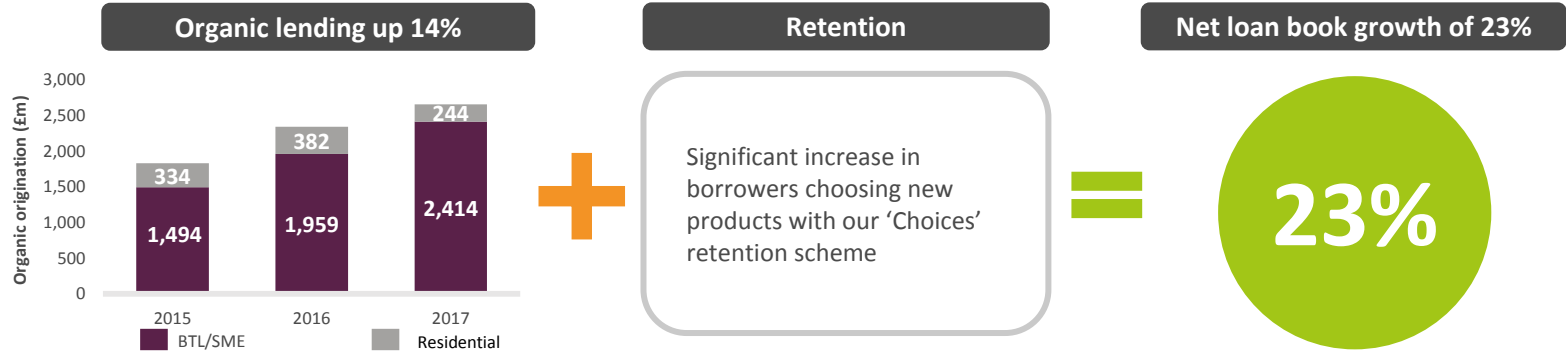 Organic lending up 14%
Organic origination (£m)
3,000
2,500
2,000
1,500
1,000
500
0
334
1,494
382
1,959
244
2,414
2015
2016
2017
BTL/SME
Residential
Retention
Significant increase in
borrowers choosing new
products with our ‘Choices’
retention scheme
Net loan book growth of 23%
23%